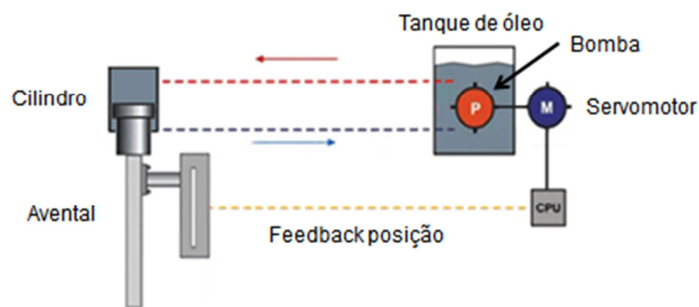 Tanque de óleo
Bomba
Cilindro
P
M
Servomotor
Avental
CPU
Feedback posição